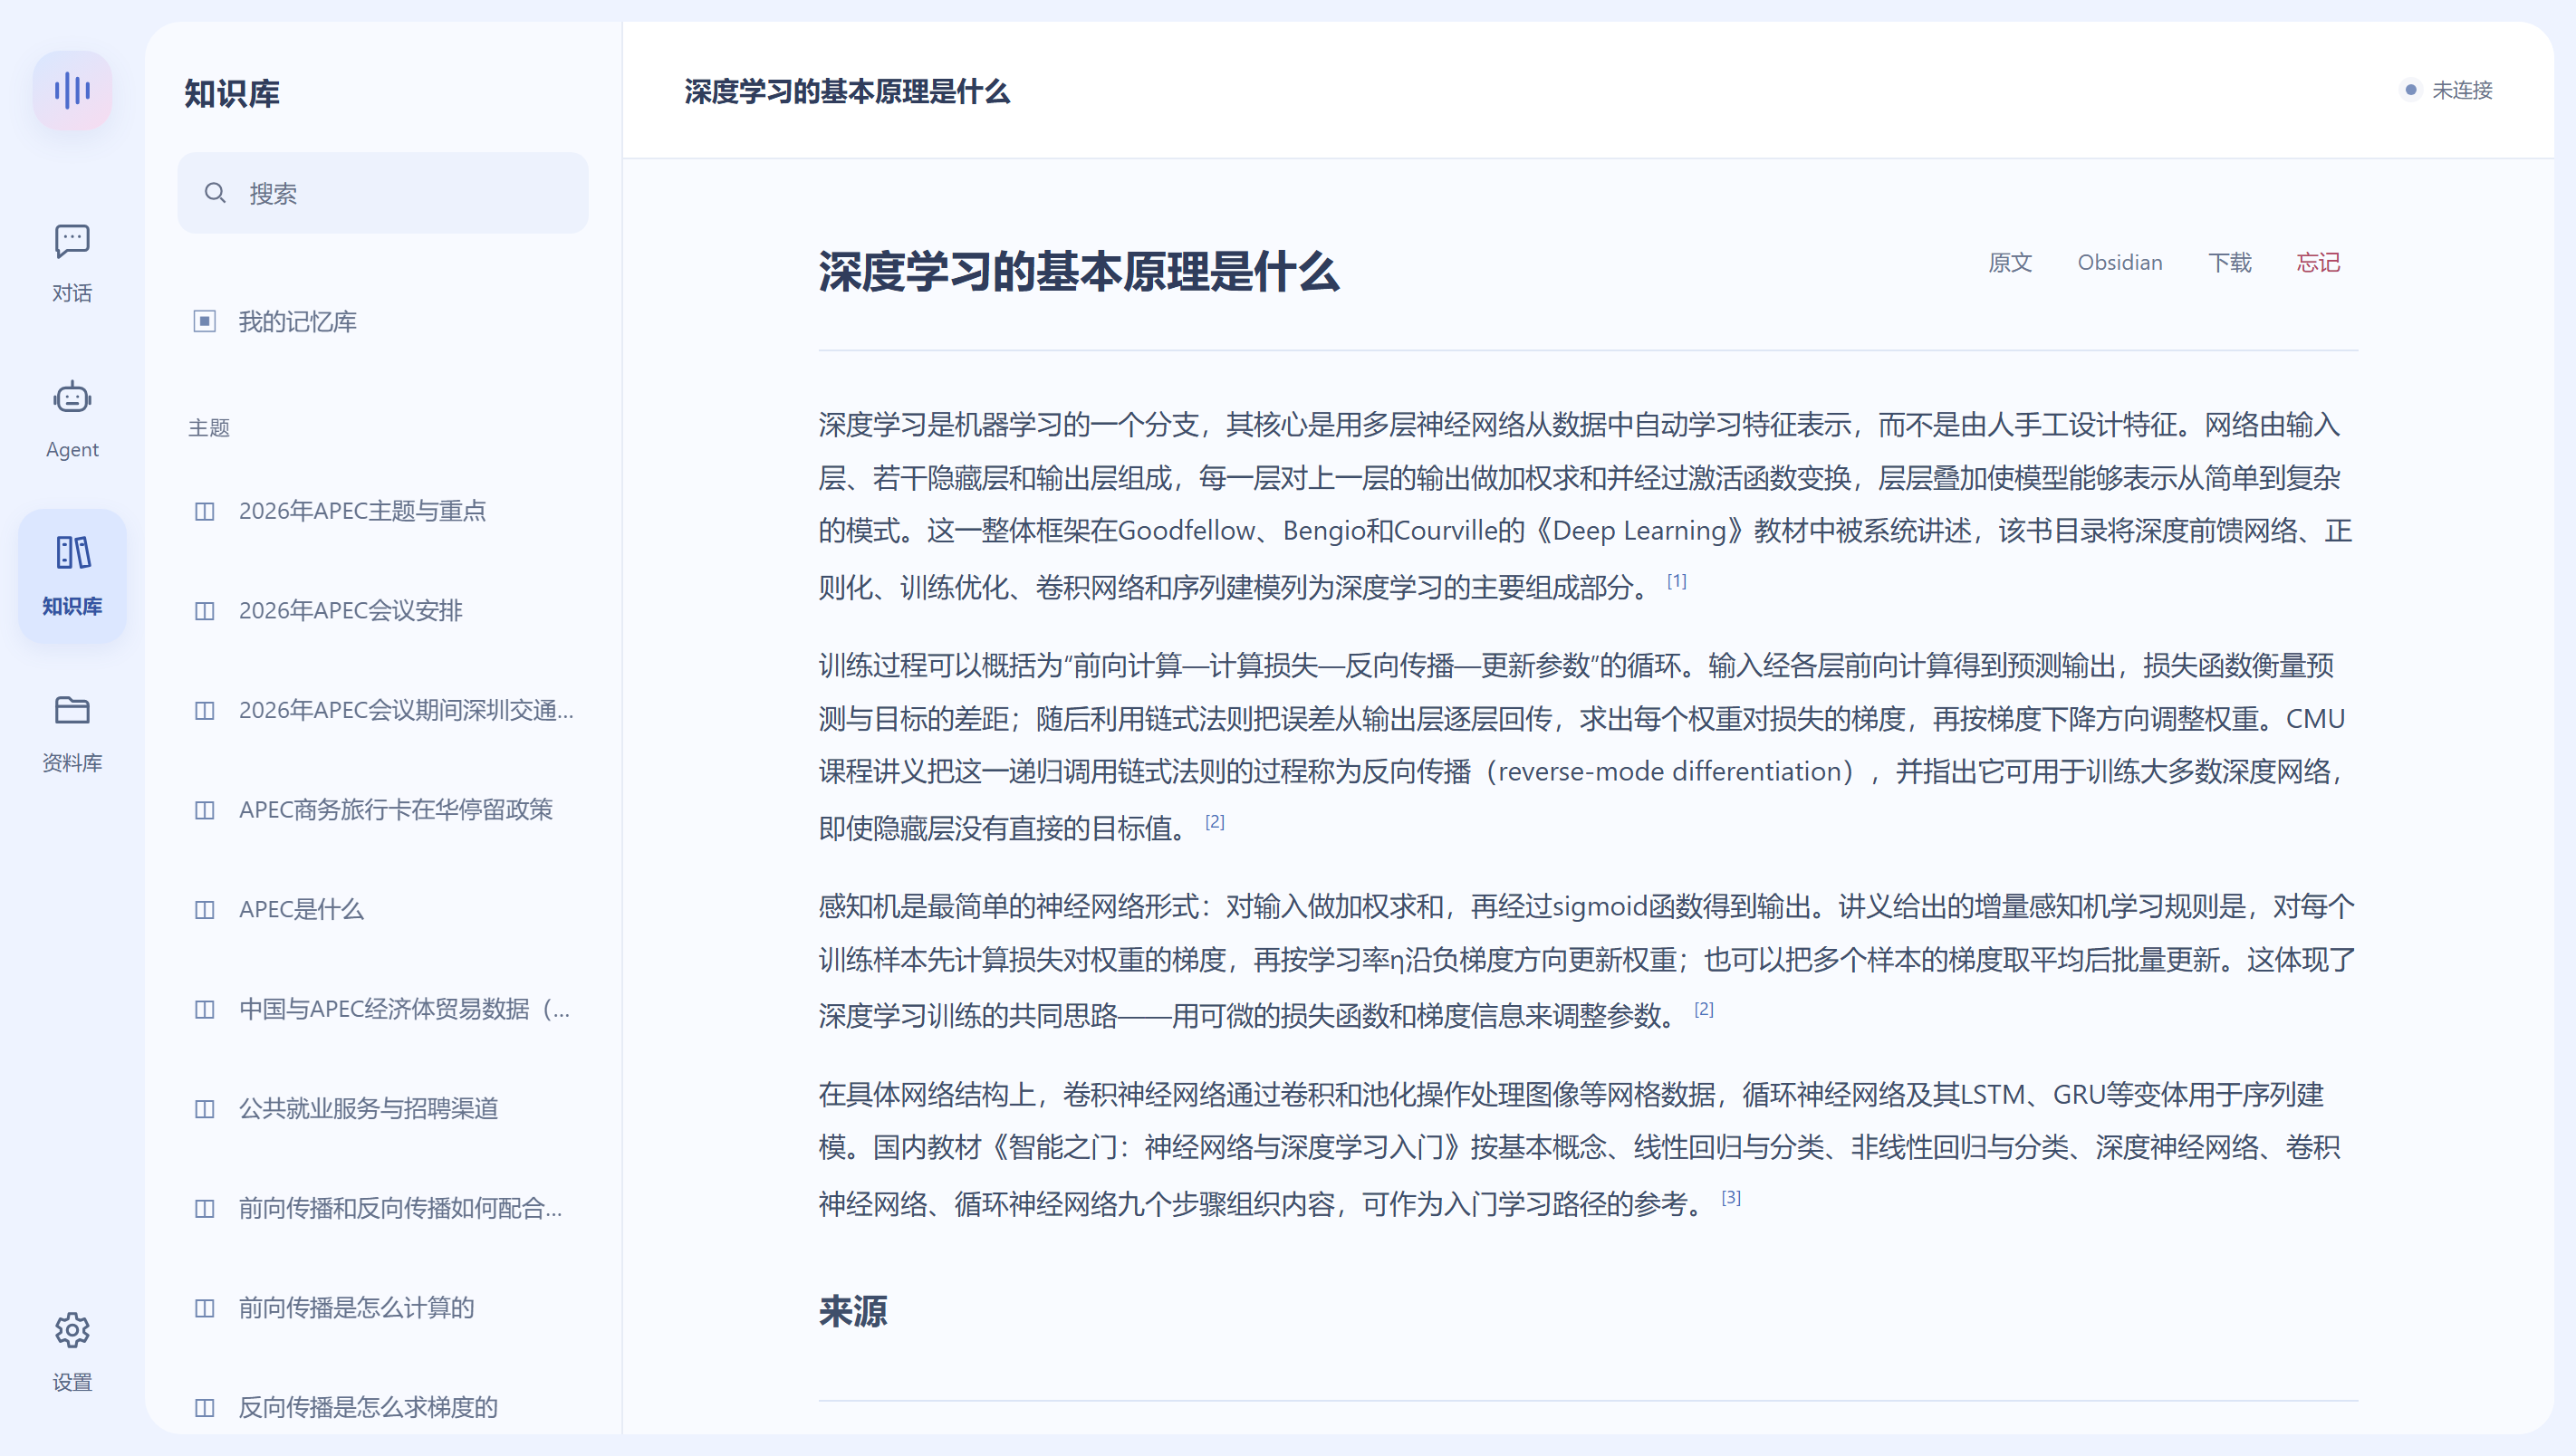 对话
Agent
知识库
资料库
设置
知识库
搜索
我的记忆库
主题
2026年APEC主题与重点
2026年APEC会议安排
2026年APEC会议期间深圳交通...
APEC商务旅行卡在华停留政策
APEC是什么
中国与APEC经济体贸易数据（...
公共就业服务与招聘渠道
前向传播和反向传播如何配合...
前向传播是怎么计算的
反向传播是怎么求梯度的
深度学习的基本原理是什么
未连接
深度学习的基本原理是什么
原文 Obsidian 下载 忘记
深度学习是机器学习的一个分支，其核心是用多层神经网络从数据中自动学习特征表示，而不是由人手工设计特征。网络由输入
层、若干隐藏层和输出层组成，每一层对上一层的输出做加权求和并经过激活函数变换，层层叠加使模型能够表示从简单到复杂
的模式。这一整体框架在Goodfellow、Bengio和Courville的《Deep Learning》教材中被系统讲述，该书目录将深度前馈网络、正
则化、训练优化、卷积网络和序列建模列为深度学习的主要组成部分。 [1]
训练过程可以概括为“前向计算—计算损失—反向传播—更新参数”的循环。输入经各层前向计算得到预测输出，损失函数衡量预
测与目标的差距；随后利用链式法则把误差从输出层逐层回传，求出每个权重对损失的梯度，再按梯度下降方向调整权重。CMU
课程讲义把这一递归调用链式法则的过程称为反向传播（reverse-mode differentiation），并指出它可用于训练大多数深度网络，
即使隐藏层没有直接的目标值。 [2]
感知机是最简单的神经网络形式：对输入做加权求和，再经过sigmoid函数得到输出。讲义给出的增量感知机学习规则是，对每个
训练样本先计算损失对权重的梯度，再按学习率η沿负梯度方向更新权重；也可以把多个样本的梯度取平均后批量更新。这体现了
深度学习训练的共同思路——用可微的损失函数和梯度信息来调整参数。 [2]
在具体网络结构上，卷积神经网络通过卷积和池化操作处理图像等网格数据，循环神经网络及其LSTM、GRU等变体用于序列建
模。国内教材《智能之门：神经网络与深度学习入门》按基本概念、线性回归与分类、非线性回归与分类、深度神经网络、卷积
神经网络、循环神经网络九个步骤组织内容，可作为入门学习路径的参考。 [3]
来源